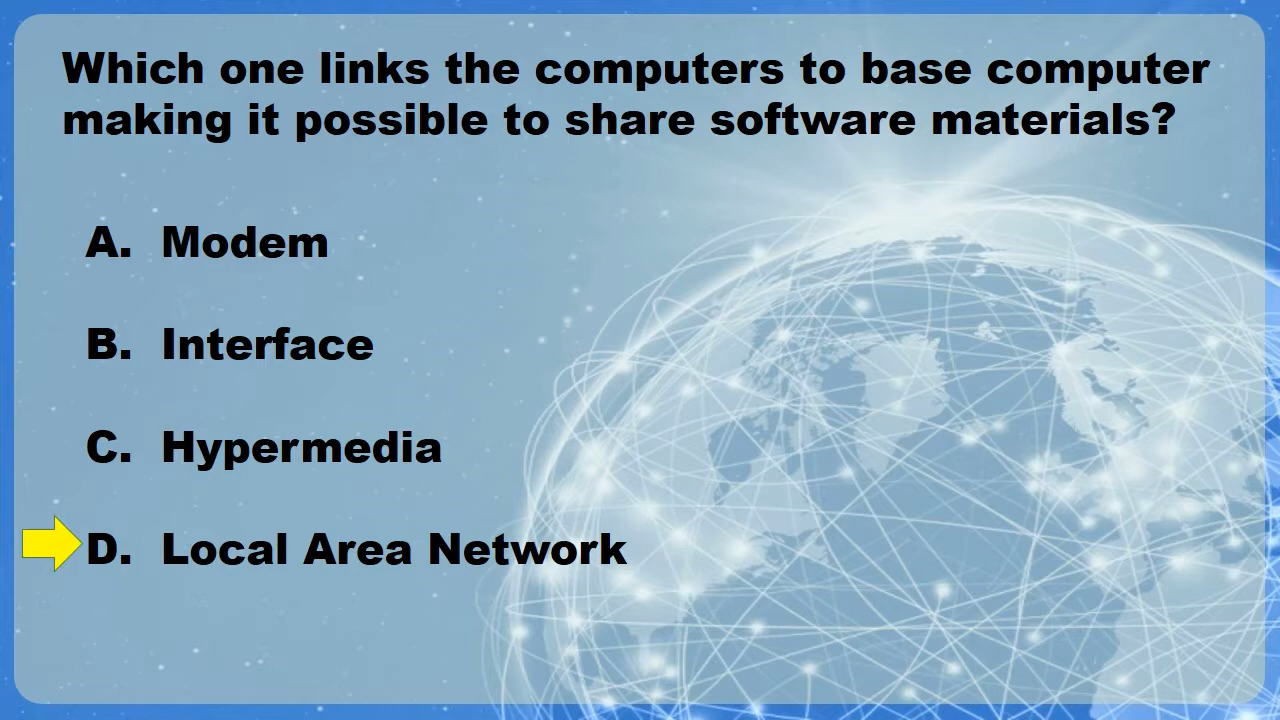 Which one links the computers to base computer
making it possible to share software materials?
A. Modem
B. Interface
C. Hypermedia
D. Local Area Network